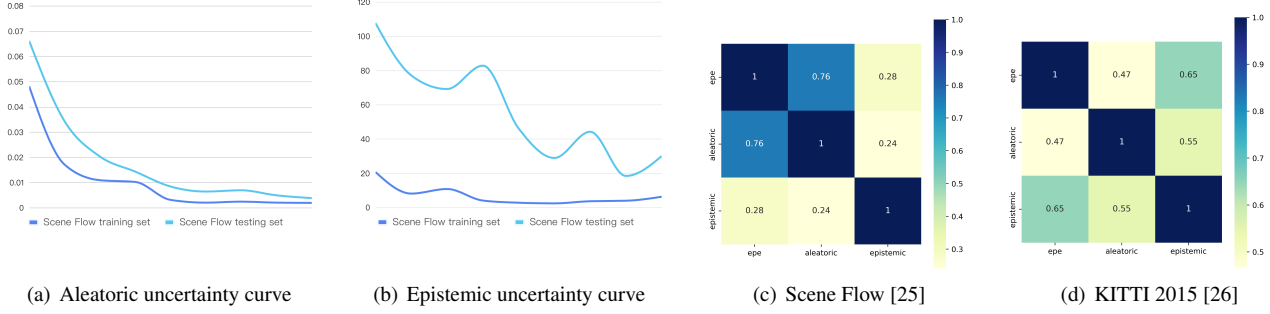 0.08
0.07
0.06
0.05
0.04
0.03
0.02
0.01
0
Scene Flow training set Scene Flow testing set
(a) Aleatoric uncertainty curve
120
100
80
60
40
20
0
Scene Flow training set Scene Flow testing set
(b) Epistemic uncertainty curve
epe
aleatoric
epistemic
1 0.76 0.28
0.76 1 0.24
0.28 0.24 1
epe aleatoric epistemic
1.0
0.9
0.8
0.7
0.6
0.5
0.4
0.3
(c) Scene Flow [25]
epe
aleatoric
epistemic
1 0.47 0.65
0.47 1 0.55
0.65 0.55 1
epe aleatoric epistemic
1.0
0.9
0.8
0.7
0.6
0.5
(d) KITTI 2015 [26]